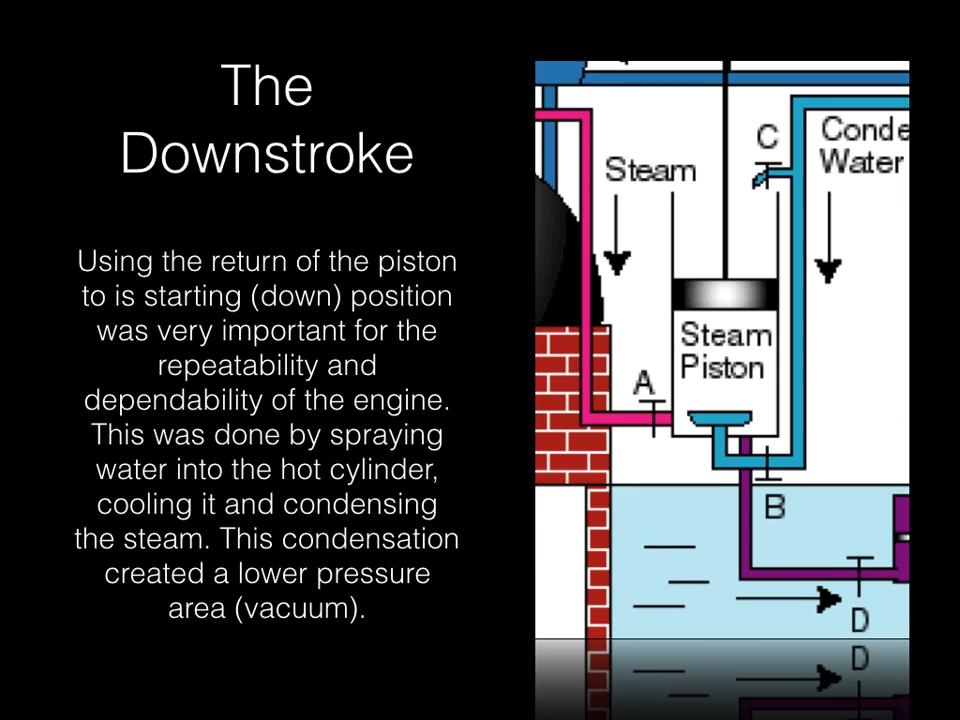 The
Downstroke
Using the return of the piston
to is starting (down) position
was very important for the
repeatability and
dependability of the engine.
This was done by spraying
water into the hot cylinder,
cooling it and condensing
the steam. This condensation
created a lower pressure
area (vacuum).
C
Conde
Water
Steam
Steam
Piston
A
B
D
D